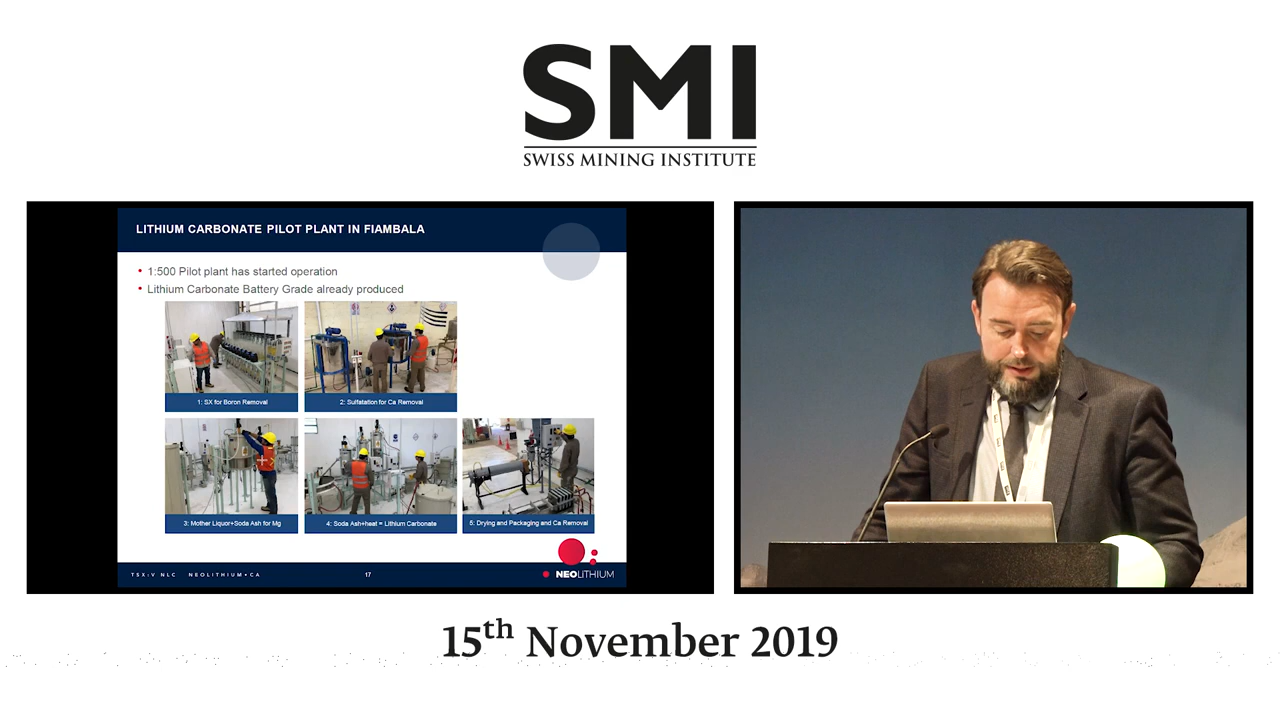 SMI
SWISS MINING INSTITUTE
LITHIUM CARBONATE PILOT PLANT IN FIAMBALA
• 1:500 Pilot plant has started operation
• Lithium Carbonate Battery Grade already produced
1: SX for Boron Removal
2: Sulfatation for Ca Removal
3: Mother Liquor+Soda Ash for Mg
4: Soda Ash+heat = Lithium Carbonate
5: Drying and Packaging and Ca Removal
TSX:V NLC NEOLITHIUM•CA
17
NEOLITHIUM
15th November 2019